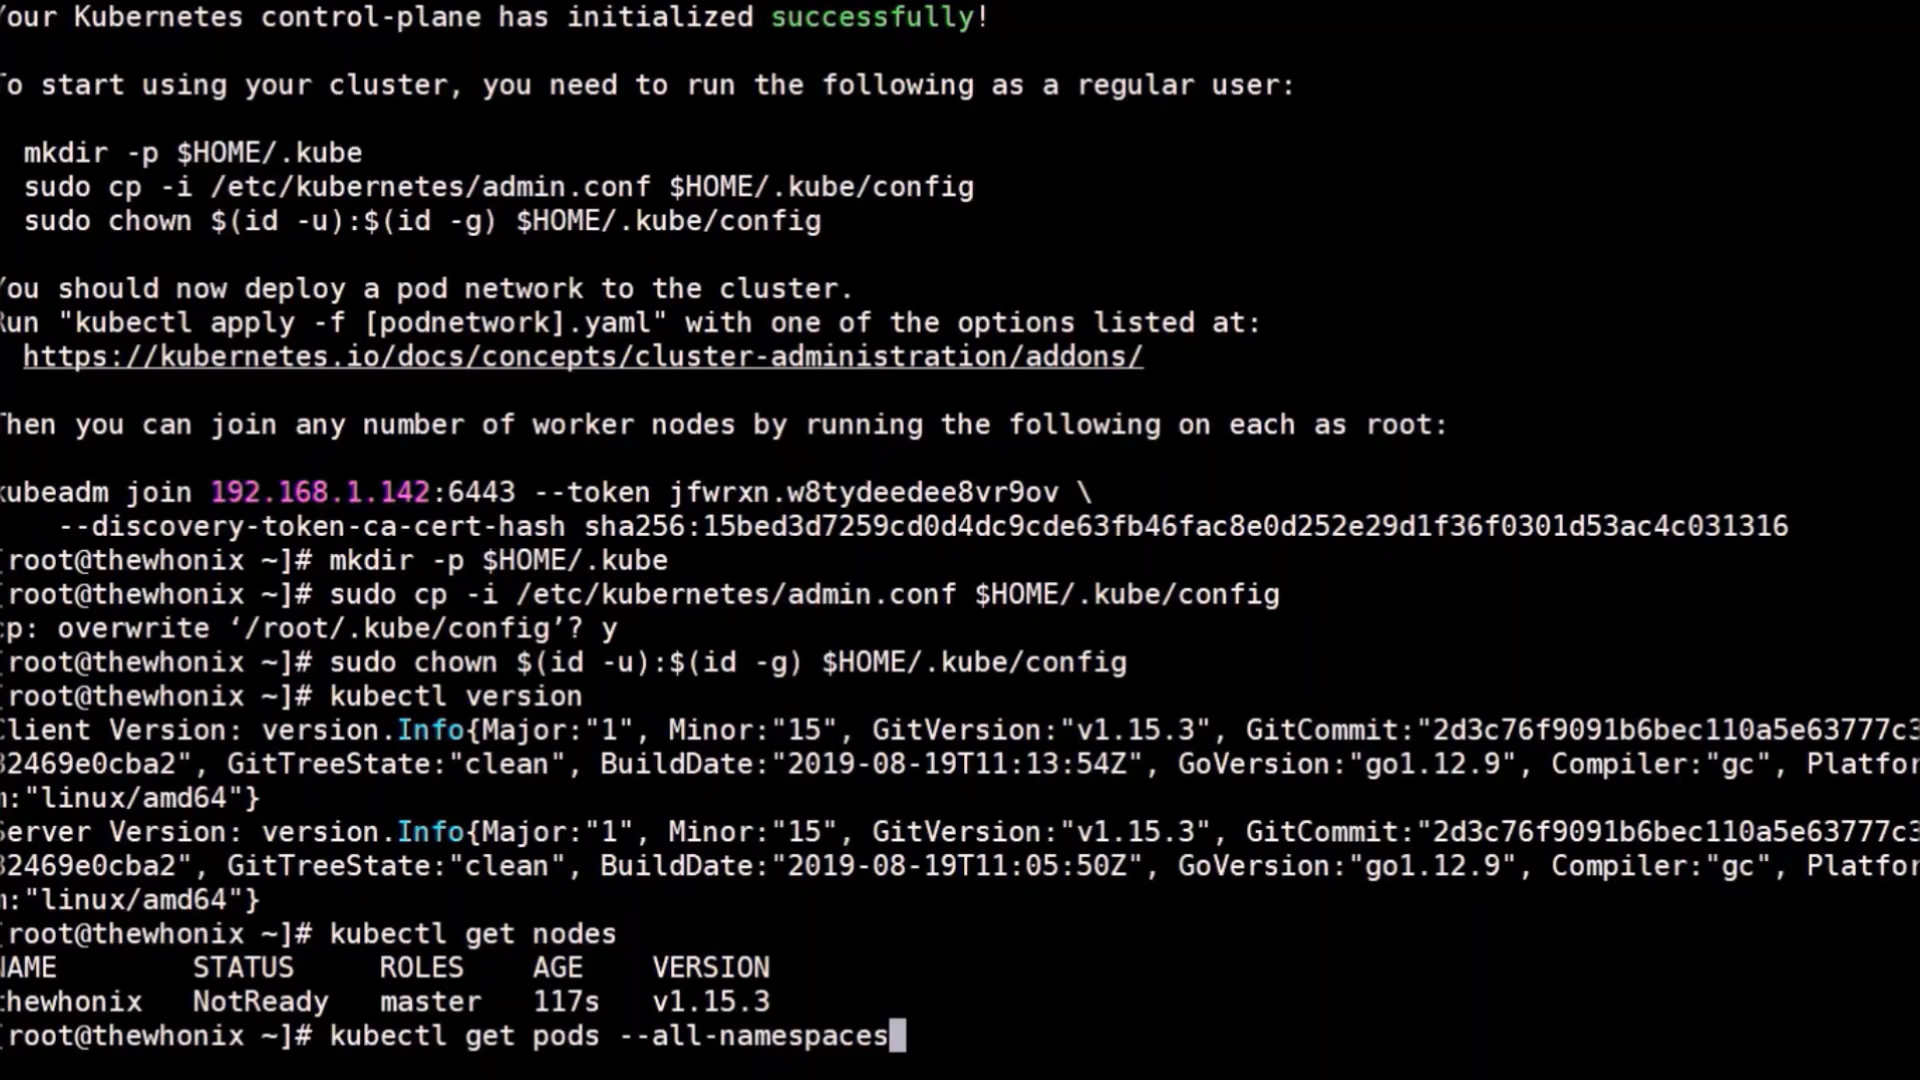 our Kubernetes control-plane has initialized successfully!
o start using your cluster, you need to run the following as a regular user:
mkdir -p $HOME/.kube
sudo cp -i /etc/kubernetes/admin.conf $HOME/.kube/config
sudo chown $(id -u):$(id -g) $HOME/.kube/config
You should now deploy a pod network to the cluster.
Run "kubectl apply -f [podnetwork].yaml" with one of the options listed at:
https://kubernetes.io/docs/concepts/cluster-administration/addons/
Then you can join any number of worker nodes by running the following on each as root:
kubeadm join 192.168.1.142:6443 --token jfwrxn.w8tydeedee8vr9ov \
--discovery-token-ca-cert-hash sha256:15bed3d7259cd0d4dc9cde63fb46fac8e0d252e29d1f36f0301d53ac4c031316
[root@thewhonix ~]# mkdir -p $HOME/.kube
[root@thewhonix ~]# sudo cp -i /etc/kubernetes/admin.conf $HOME/.kube/config
cp: overwrite ‘/root/.kube/config’? y
[root@thewhonix ~]# sudo chown $(id -u):$(id -g) $HOME/.kube/config
[root@thewhonix ~]# kubectl version
Client Version: version.Info{Major:"1", Minor:"15", GitVersion:"v1.15.3", GitCommit:"2d3c76f9091b6bec110a5e63777c3
32469e0cba2", GitTreeState:"clean", BuildDate:"2019-08-19T11:13:54Z", GoVersion:"go1.12.9", Compiler:"gc", Platfor
m:"linux/amd64"}
Server Version: version.Info{Major:"1", Minor:"15", GitVersion:"v1.15.3", GitCommit:"2d3c76f9091b6bec110a5e63777c3
32469e0cba2", GitTreeState:"clean", BuildDate:"2019-08-19T11:05:50Z", GoVersion:"go1.12.9", Compiler:"gc", Platfor
m:"linux/amd64"}
[root@thewhonix ~]# kubectl get nodes
NAME STATUS ROLES AGE VERSION
thewhonix NotReady master 117s v1.15.3
[root@thewhonix ~]# kubectl get pods --all-namespaces